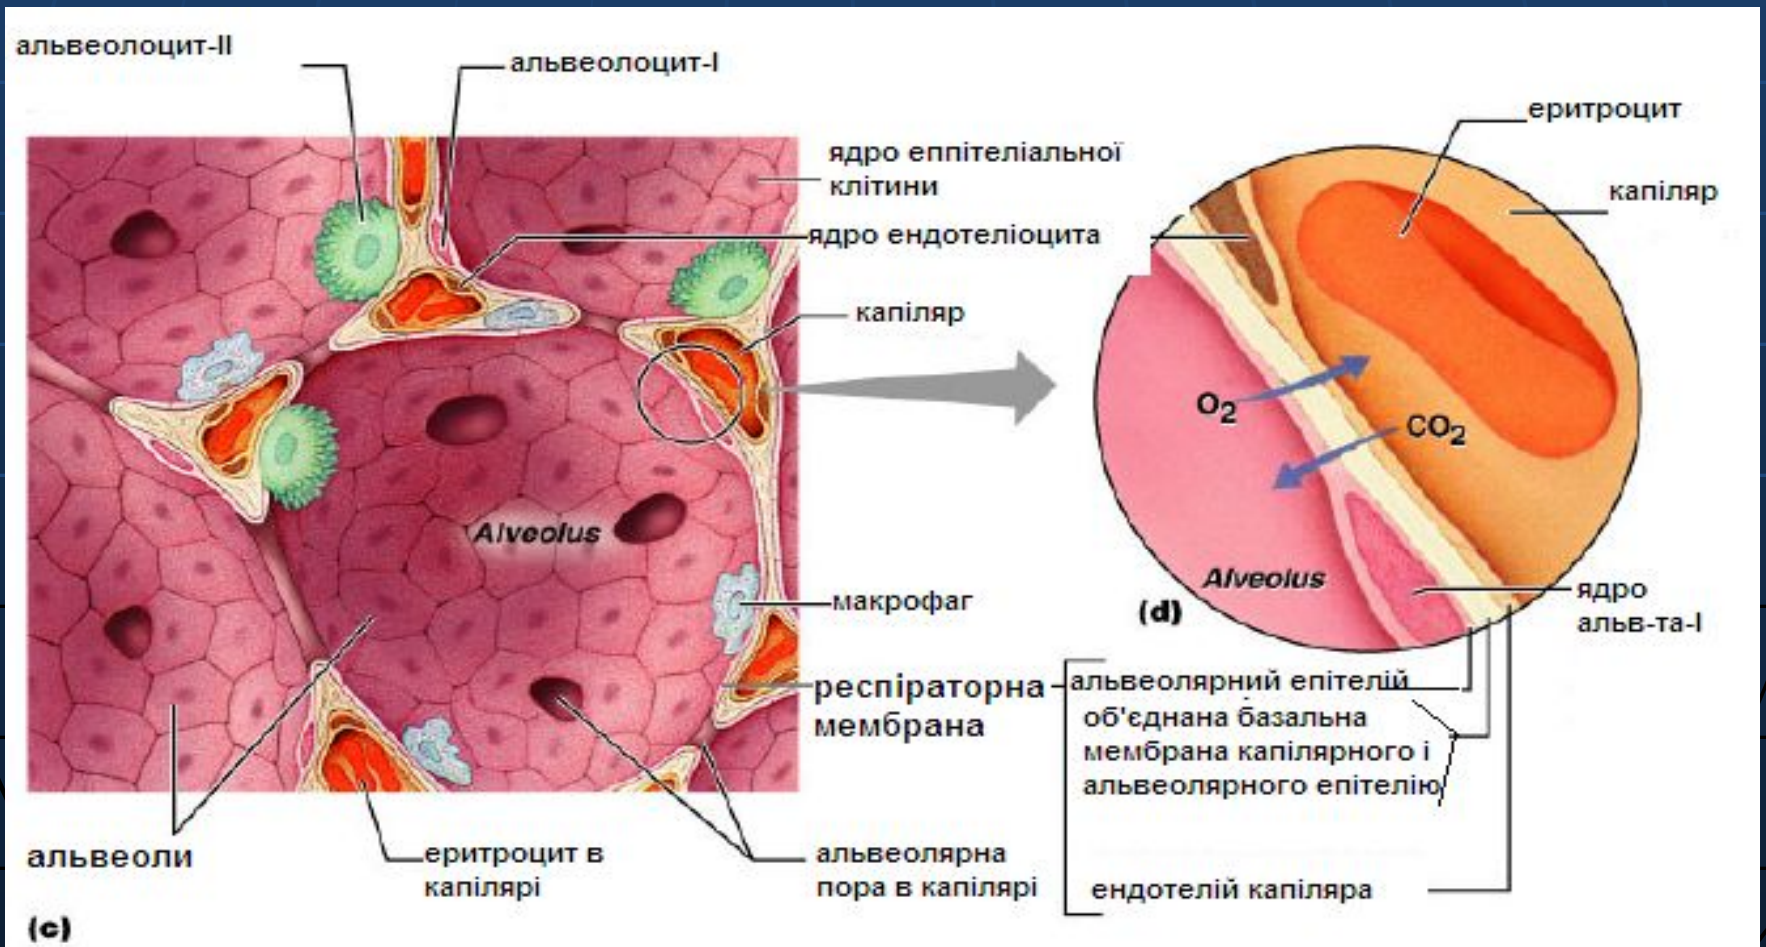 альвеолоцит-II
альвеолоцит-I
ядро еппітеліальної
клітини
ядро ендотеліоцита
капіляр
Alveolus
макрофаг
респіраторна
мембрана
альвеоли
еритроцит в
капілярі
альвеолярна
пора в капілярі
(c)
еритроцит
капіляр
O2
CO2
Alveolus
(d)
ядро
альв-та-I
альвеолярний епітелій
об'єднана базальна
мембрана капілярного і
альвеолярного епітелію
ендотелій капіляра